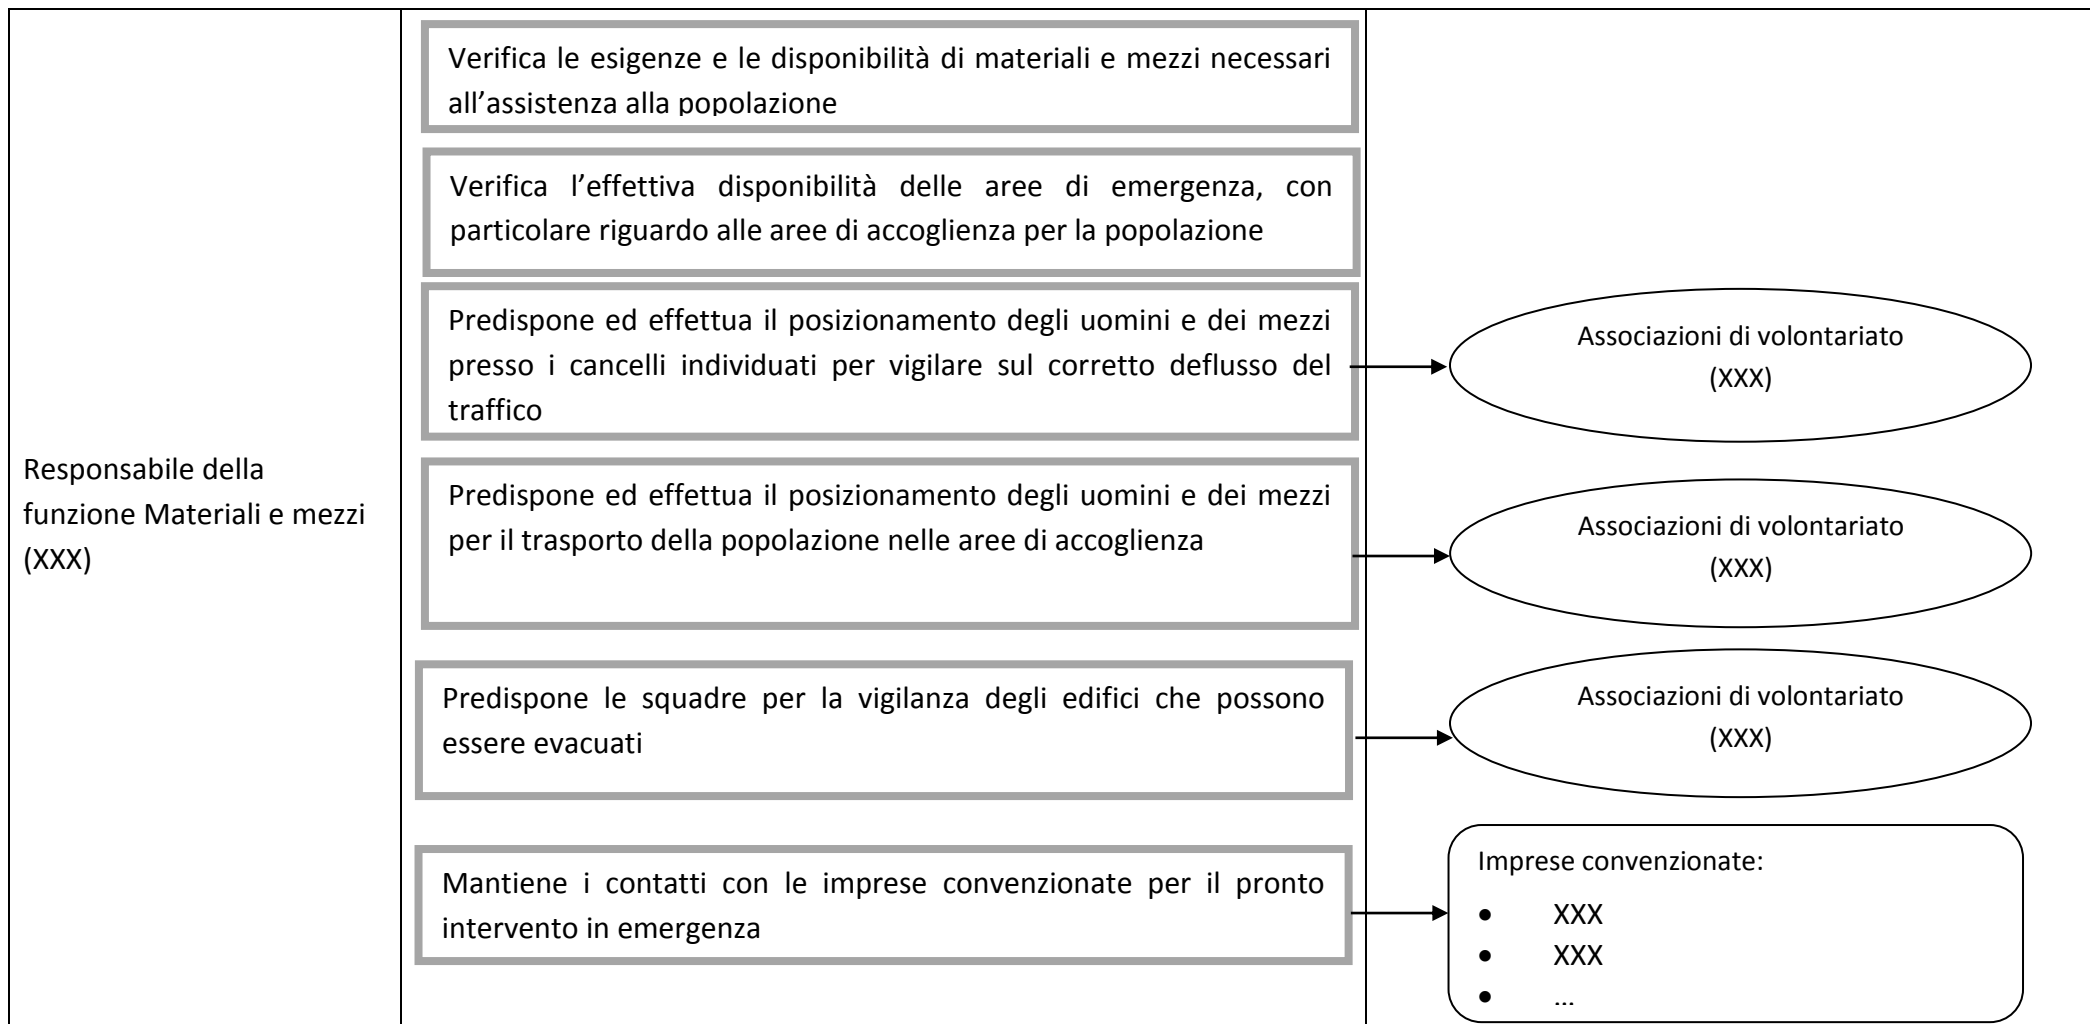 Responsabile della
funzione Materiali e mezzi
(XXX)
Verifica le esigenze e le disponibilità di materiali e mezzi necessari
all’assistenza alla popolazione
Verifica l’effettiva disponibilità delle aree di emergenza, con
particolare riguardo alle aree di accoglienza per la popolazione
Predispone ed effettua il posizionamento degli uomini e dei mezzi
presso i cancelli individuati per vigilare sul corretto deflusso del
traffico
Associazioni di volontariato
(XXX)
Predispone ed effettua il posizionamento degli uomini e dei mezzi
per il trasporto della popolazione nelle aree di accoglienza
Associazioni di volontariato
(XXX)
Predispone le squadre per la vigilanza degli edifici che possono
essere evacuati
Associazioni di volontariato
(XXX)
Mantiene i contatti con le imprese convenzionate per il pronto
intervento in emergenza
Imprese convenzionate:
• XXX
• XXX
• ...